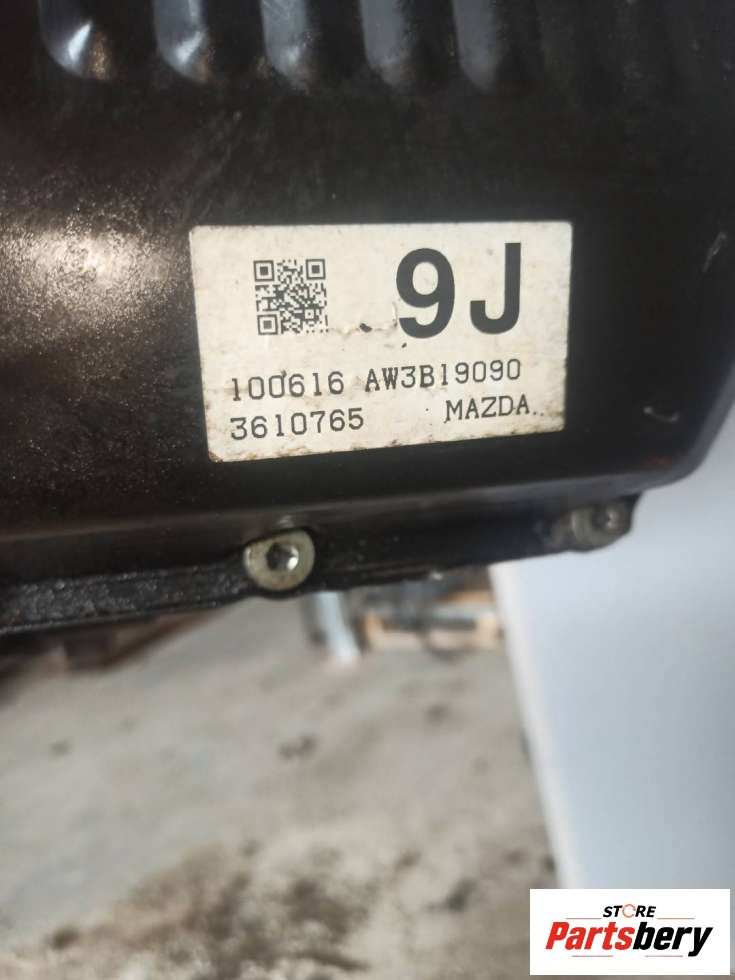 9J
100616 AW3B19090
3610765 MAZDA
STORE
Partsbery